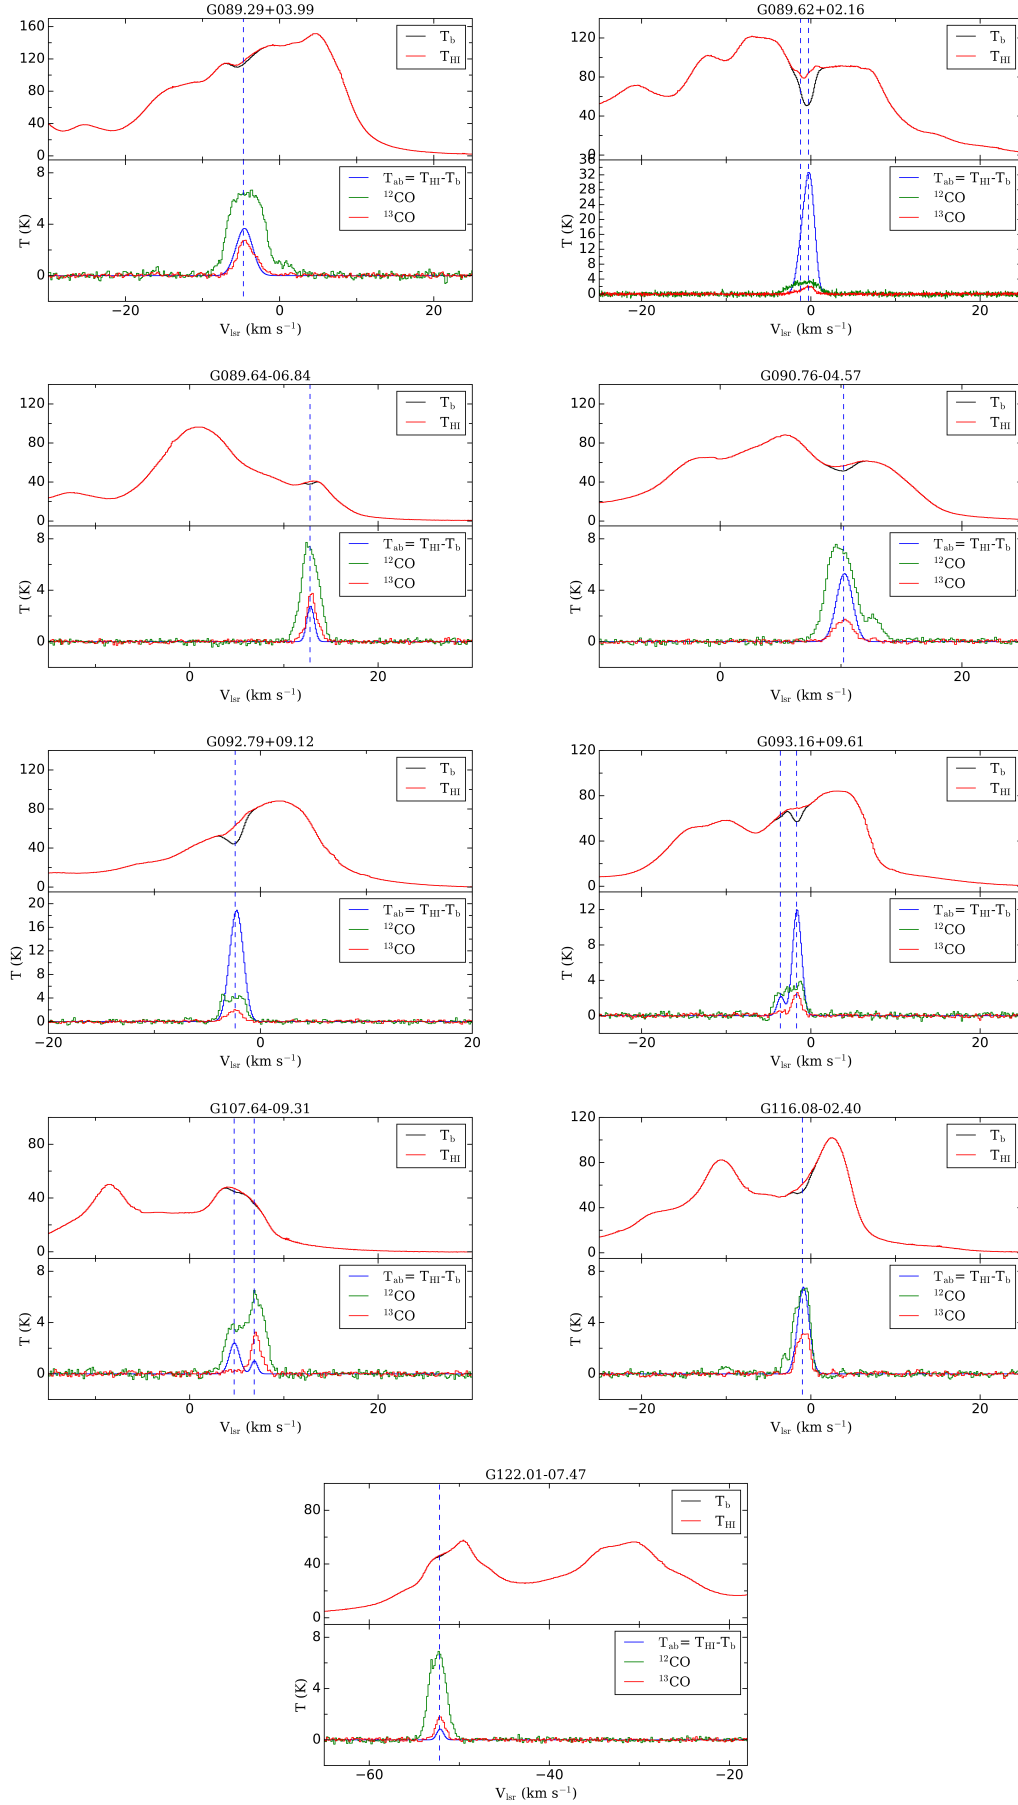 G089.29+03.99
160
120
80
40
0
T_b
T_HI
8
4
0
T (K)
T_ab= T_HI-T_b
¹²CO
¹³CO
−20 0 20
V_lsr (km s⁻¹)
G089.62+02.16
120
80
40
0
T_b
T_HI
36
32
28
24
20
16
12
8
4
0
T (K)
T_ab= T_HI-T_b
¹²CO
¹³CO
−20 0 20
V_lsr (km s⁻¹)
G089.64-06.84
120
80
40
0
T_b
T_HI
8
4
0
T (K)
T_ab= T_HI-T_b
¹²CO
¹³CO
0 20
V_lsr (km s⁻¹)
G090.76-04.57
120
80
40
0
T_b
T_HI
8
4
0
T (K)
T_ab= T_HI-T_b
¹²CO
¹³CO
0 20
V_lsr (km s⁻¹)
G092.79+09.12
120
80
40
0
T_b
T_HI
20
16
12
8
4
0
T (K)
T_ab= T_HI-T_b
¹²CO
¹³CO
−20 0 20
V_lsr (km s⁻¹)
G093.16+09.61
120
80
40
0
T_b
T_HI
12
8
4
0
T (K)
T_ab= T_HI-T_b
¹²CO
¹³CO
−20 0 20
V_lsr (km s⁻¹)
G107.64-09.31
80
40
0
T_b
T_HI
8
4
0
T (K)
T_ab= T_HI-T_b
¹²CO
¹³CO
0 20
V_lsr (km s⁻¹)
G116.08-02.40
120
80
40
0
T_b
T_HI
8
4
0
T (K)
T_ab= T_HI-T_b
¹²CO
¹³CO
−20 0 20
V_lsr (km s⁻¹)
G122.01-07.47
80
40
0
T_b
T_HI
8
4
0
T (K)
T_ab= T_HI-T_b
¹²CO
¹³CO
−60 −40 −20
V_lsr (km s⁻¹)